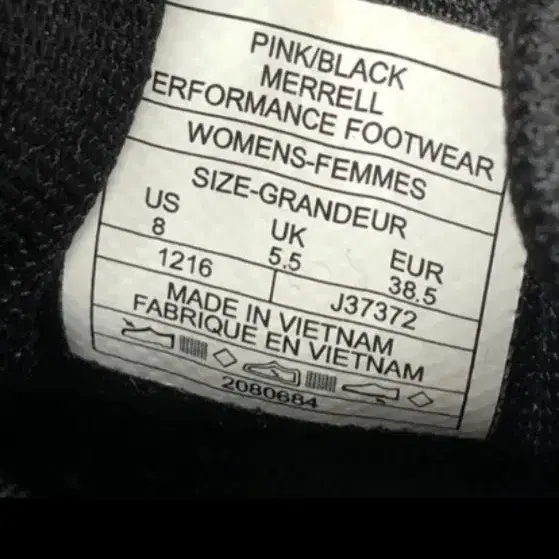 PINK/BLACK
MERRELL
ERFORMANCE FOOTWEAR
WOMENS-FEMMES
SIZE-GRANDEUR
US UK EUR
8 5.5 38.5
1216 J37372
MADE IN VIETNAM
FABRIQUE EN VIETNAM
2080684